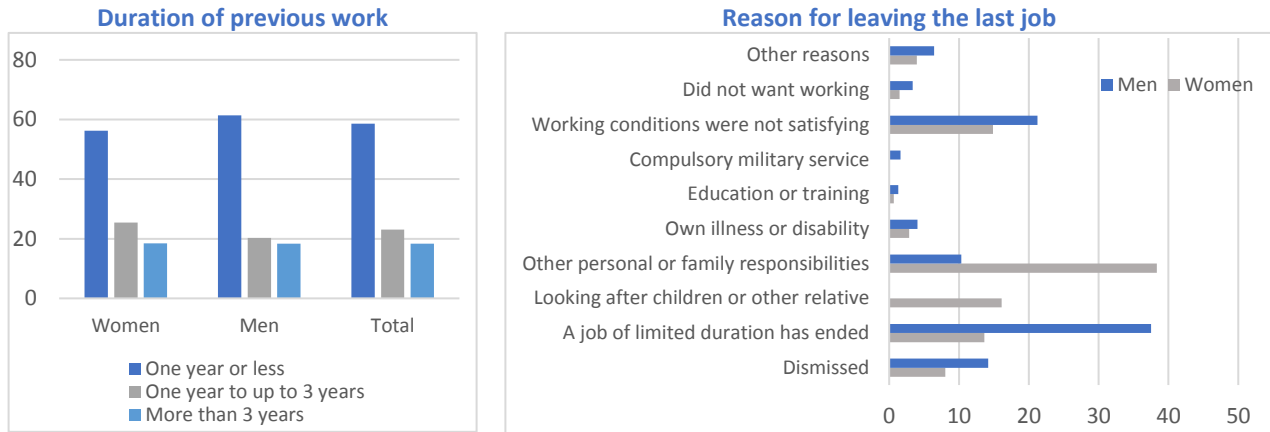 Duration of previous work
80
60
40
20
0
Women Men Total
One year or less
One year to up to 3 years
More than 3 years
Reason for leaving the last job
Men Women
Other reasons
Did not want working
Working conditions were not satisfying
Compulsory military service
Education or training
Own illness or disability
Other personal or family responsibilities
Looking after children or other relative
A job of limited duration has ended
Dismissed
0 10 20 30 40 50